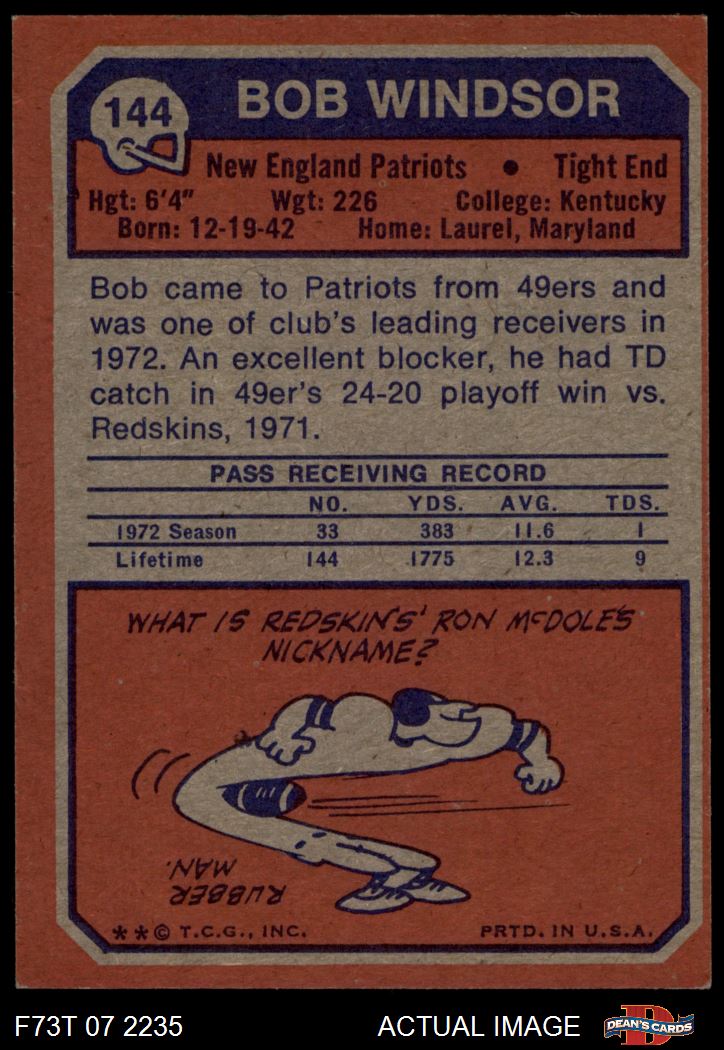 144
BOB WINDSOR
New England Patriots • Tight End
Hgt: 6'4" Wgt: 226 College: Kentucky
Born: 12-19-42 Home: Laurel, Maryland
Bob came to Patriots from 49ers and
was one of club's leading receivers in
1972. An excellent blocker, he had TD
catch in 49er's 24-20 playoff win vs.
Redskins, 1971.
PASS RECEIVING RECORD
NO. YDS. AVG. TDS.
1972 Season 33 383 11.6 1
Lifetime 144 1775 12.3 9
WHAT IS REDSKINS' RON McDOLE'S
NICKNAME?
RUBBER
MAN.
**© T.C.G., INC. PRTD. IN U.S.A.
F73T 07 2235 ACTUAL IMAGE
D
DEAN'S CARDS